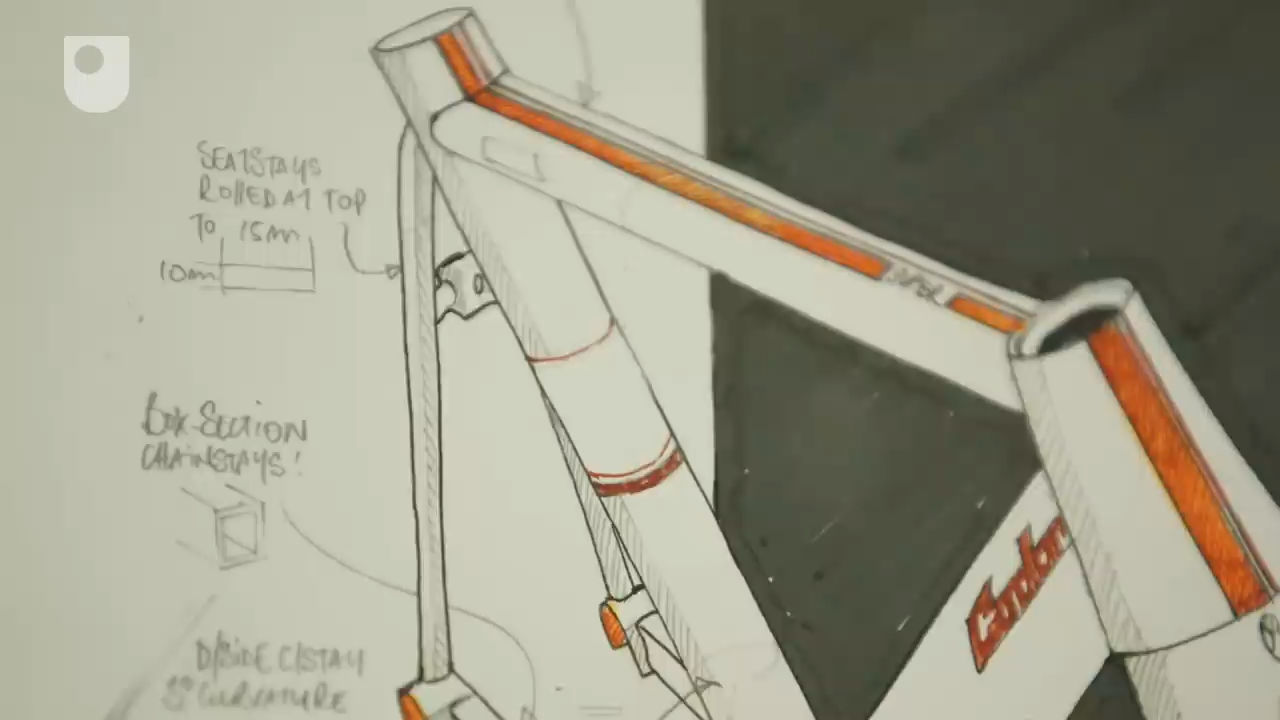 SEATSTAYS
ROLLED AT TOP
TO 15mm
10mm
BOX-SECTION
CHAINSTAYS!
D/SIDE C/STAY
CURVATURE